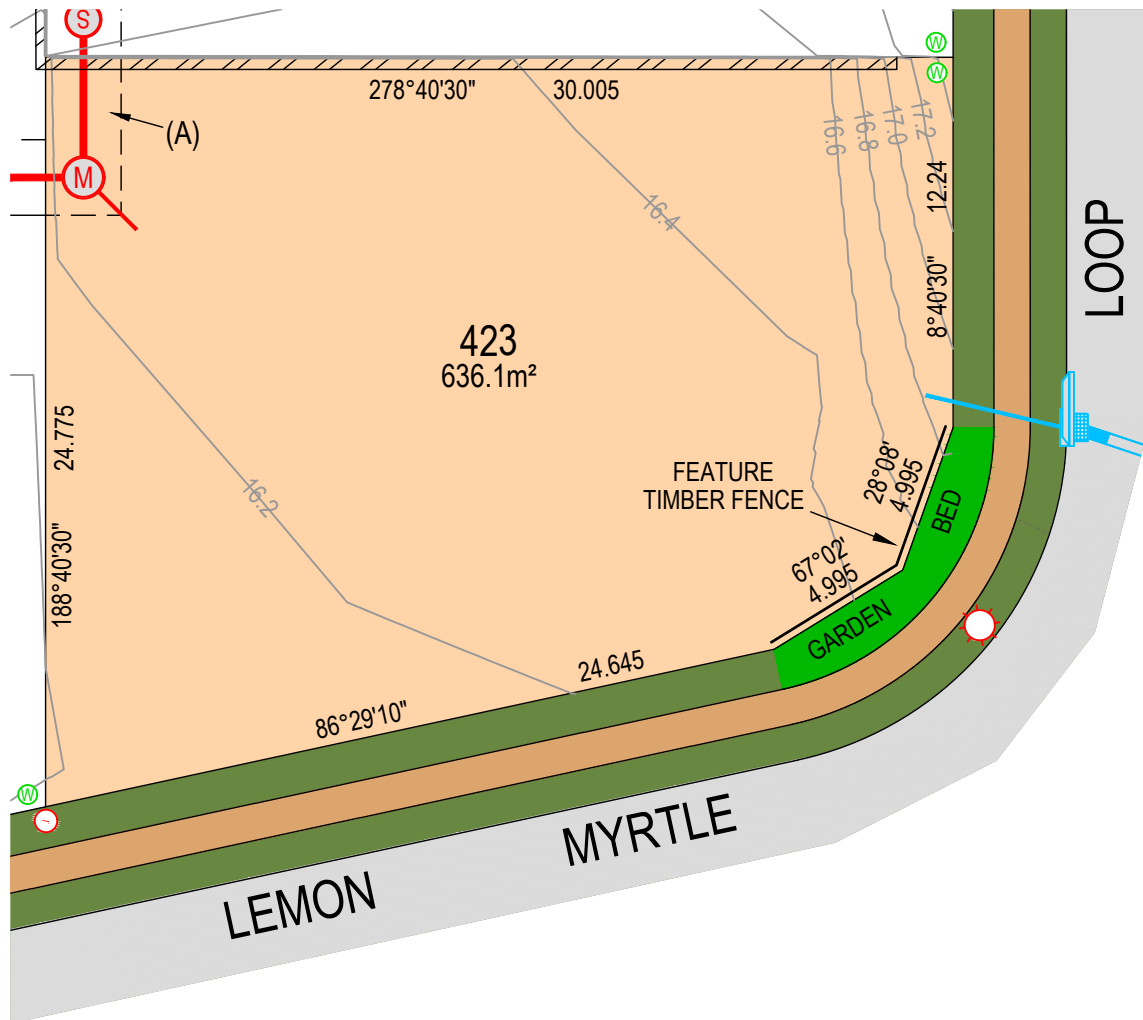 S
W
W
278°40'30" 30.005
(A)
M
16.6
16.8
17.0
17.2
12.24
8°40'30"
16.4
LOOP
423
636.1m²
24.775
188°40'30"
16.2
FEATURE
TIMBER FENCE
28°08'
4.995
BED
67°02'
4.995
GARDEN
24.645
86°29'10"
W
LEMON MYRTLE